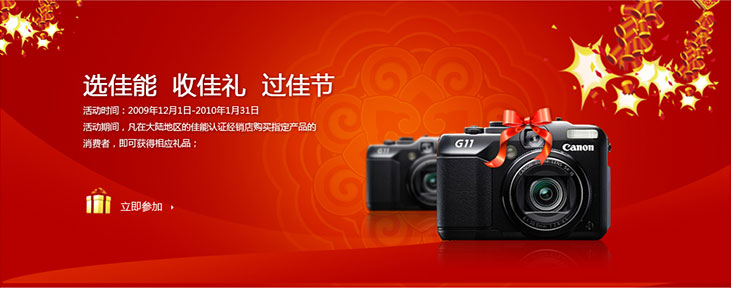 选佳能 收佳礼 过佳节
活动时间：2009年12月1日-2010年1月31日
活动期间，凡在大陆地区的佳能认证经销店购买指定产品的
消费者，即可获得相应礼品；
立即参加
G11
Canon